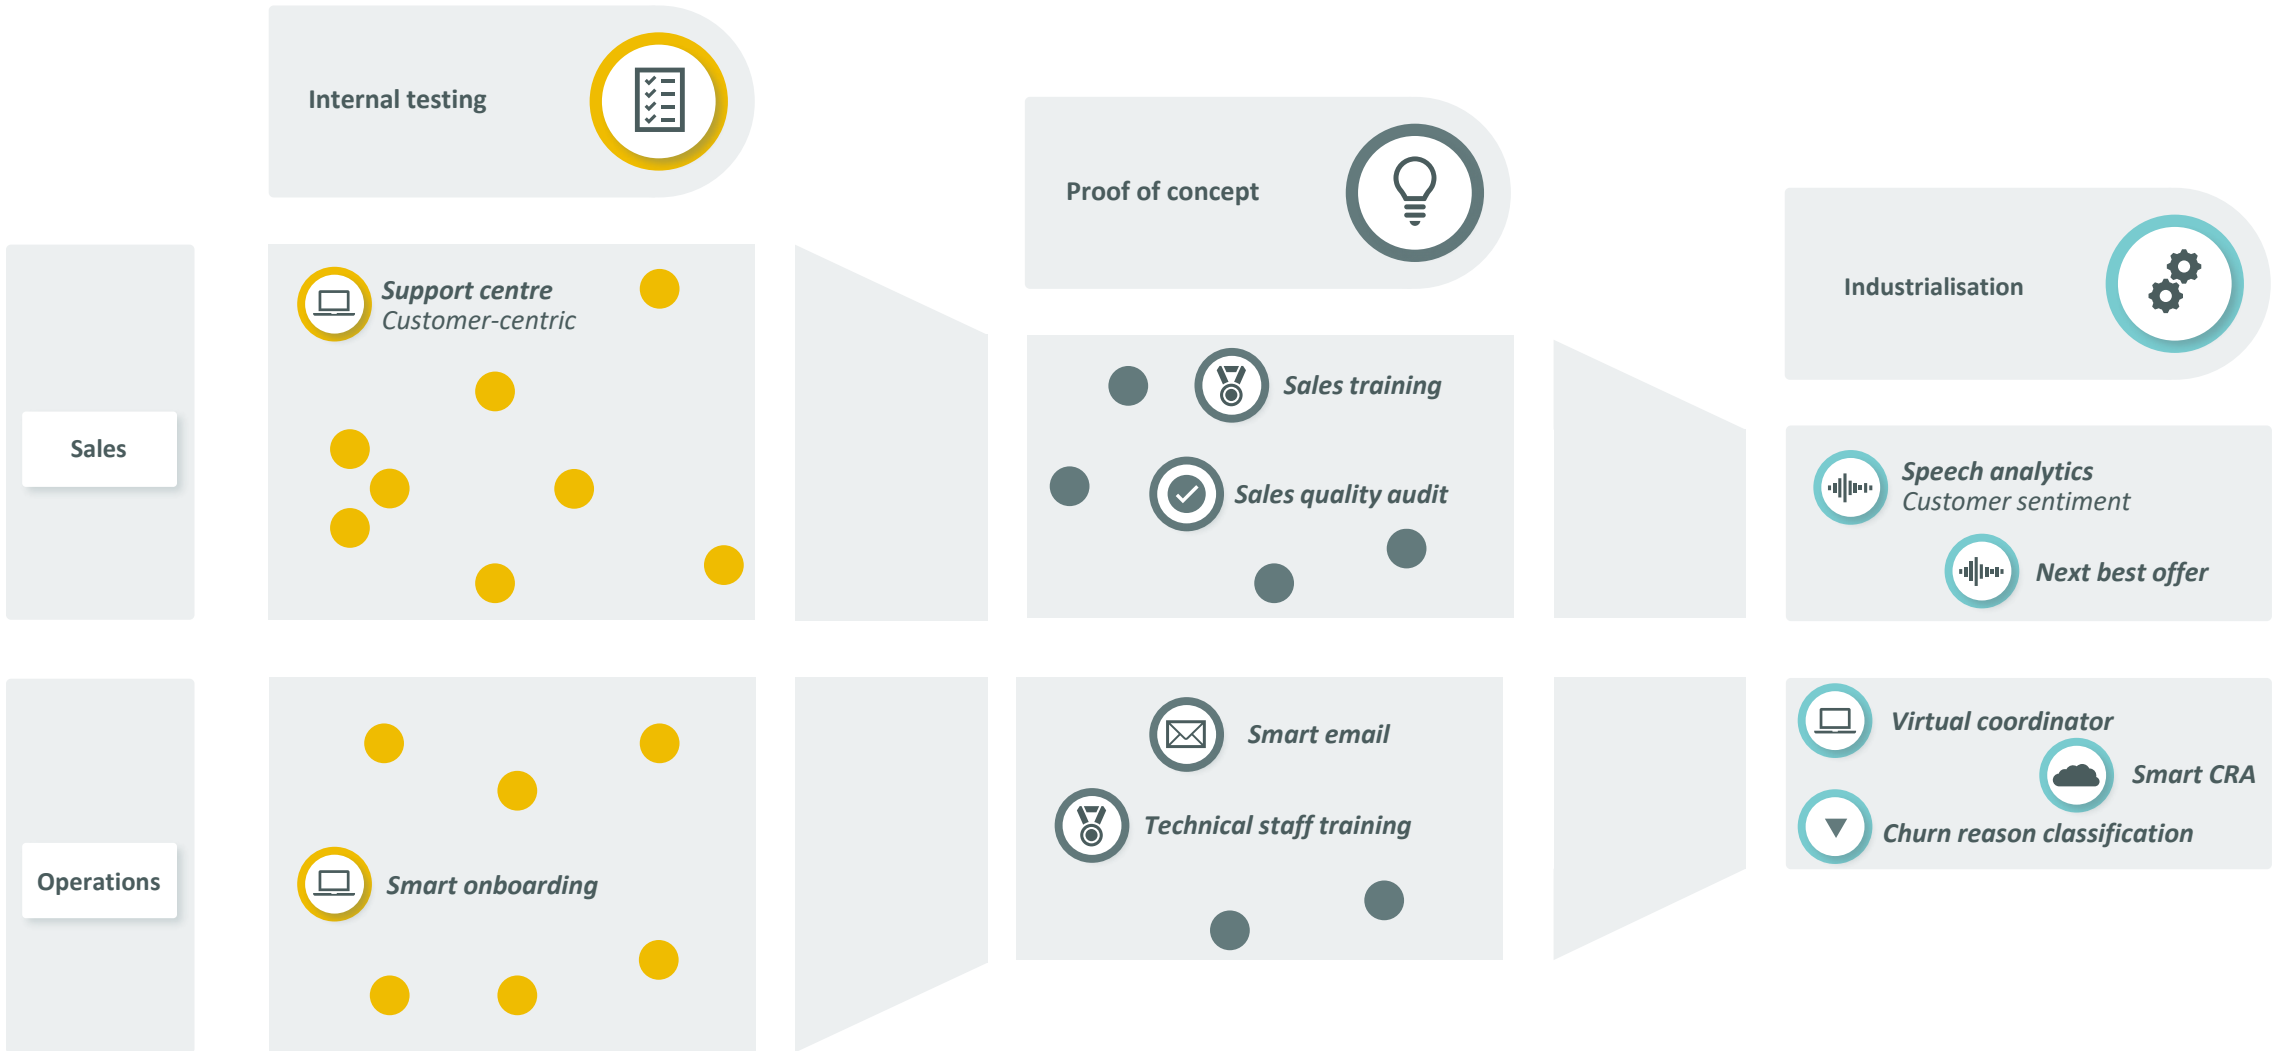 Internal testing
Proof of concept
Industrialisation
Sales
Support centre
Customer-centric
Sales training
Sales quality audit
Speech analytics
Customer sentiment
Next best offer
Operations
Smart onboarding
Smart email
Technical staff training
Virtual coordinator
Smart CRA
Churn reason classification